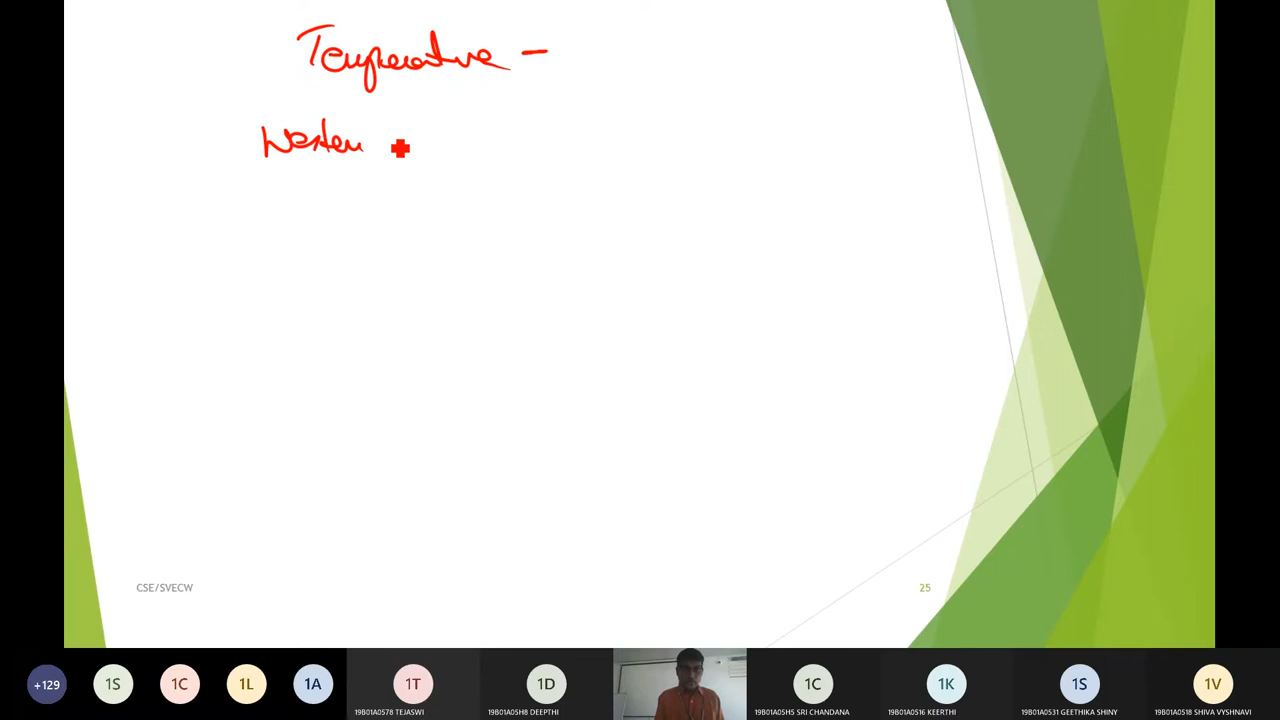 Temperature -
Western
CSE/SVECW
25
+129
1S
1C
1L
1A
1T
1D
1C
1K
1S
1V
19B01A0578 TEJASWI
19B01A05H8 DEEPTHI
19B01A05H5 SRI CHANDANA
19B01A0516 KEERTHI
19B01A0531 GEETHIKA SHINY
19B01A0518 SHIVA VYSHNAVI